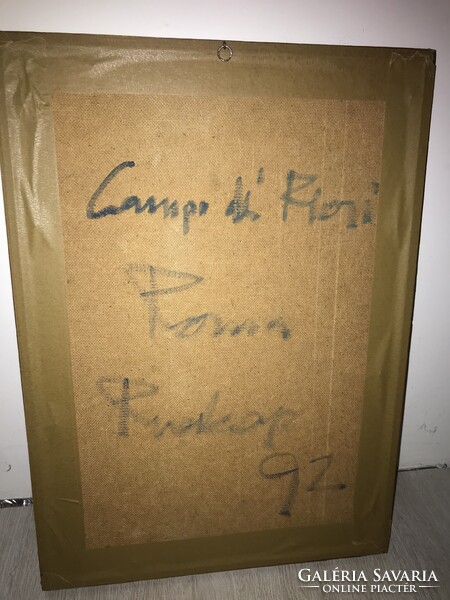 Campo di Fiori
Roma
Prokop
92
GALÉRIA SAVARIA
ONLINE PIACTÉR